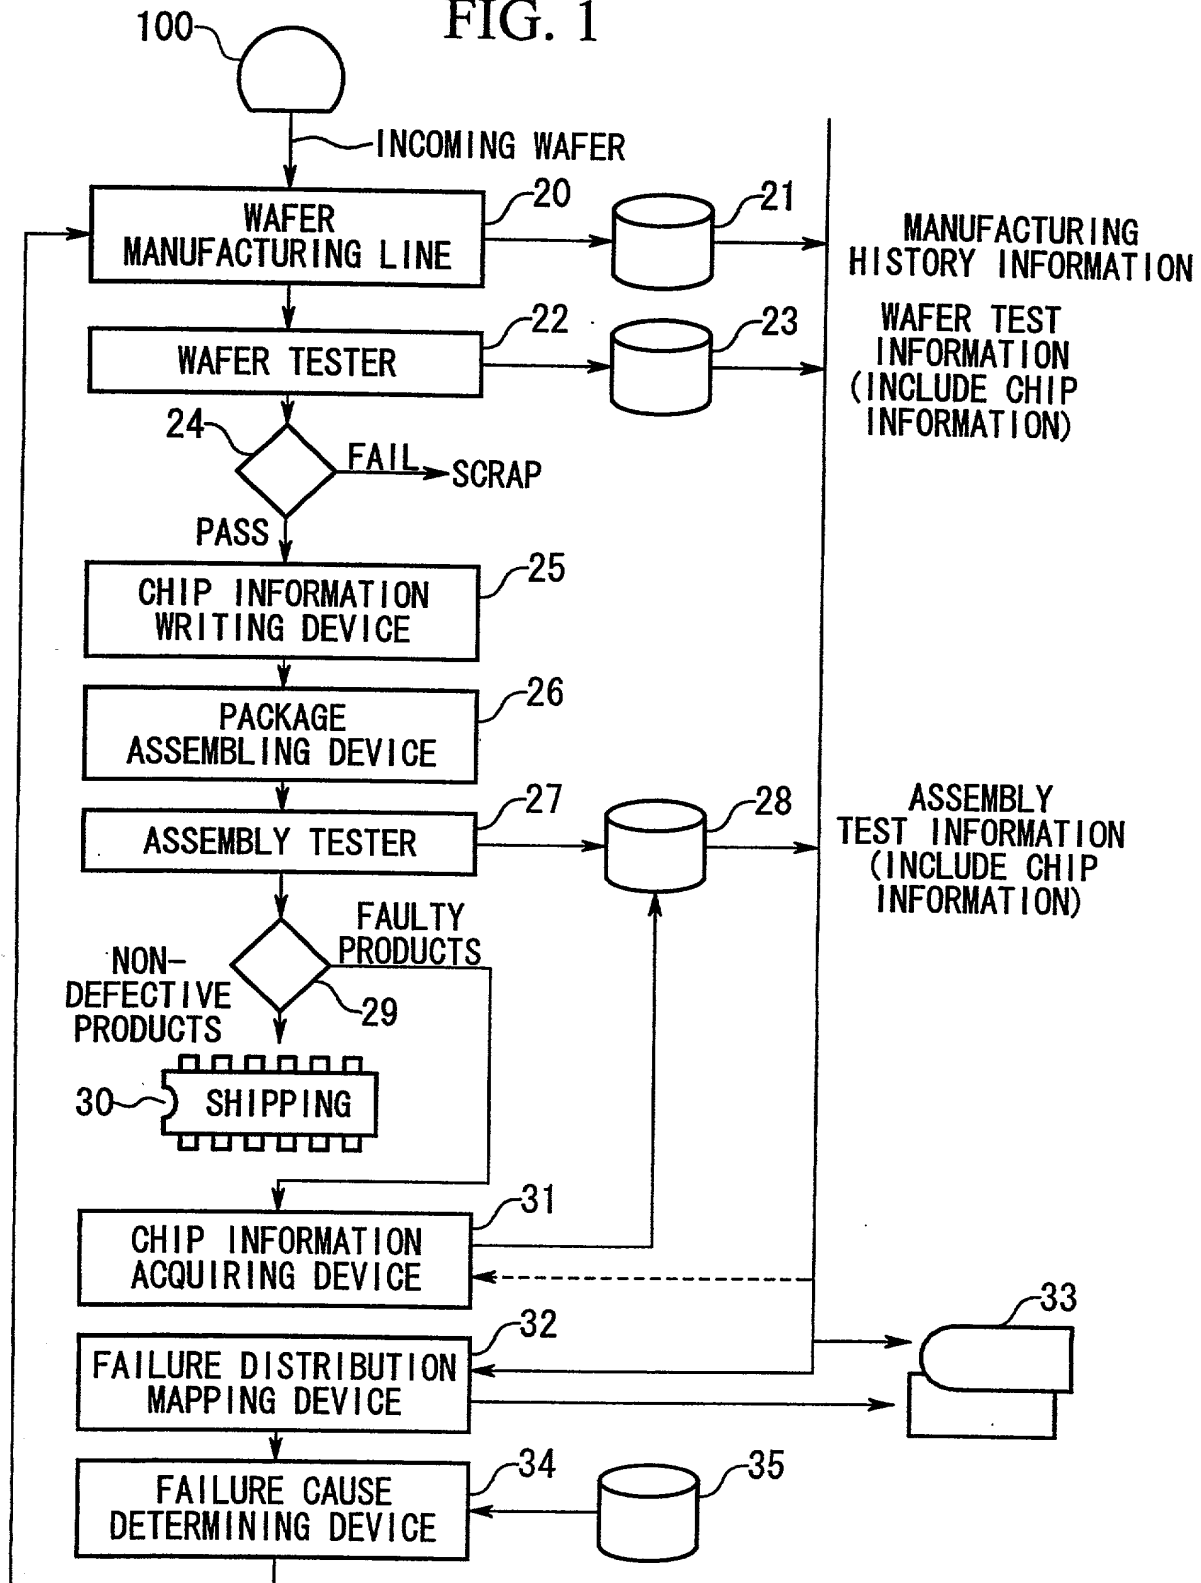 FIG. 1
100
INCOMING WAFER
20
21
WAFER
MANUFACTURING LINE
MANUFACTURING
HISTORY INFORMATION
22
23
WAFER TESTER
WAFER TEST
INFORMATION
(INCLUDE CHIP
INFORMATION)
24
FAIL
SCRAP
PASS
25
CHIP INFORMATION
WRITING DEVICE
26
PACKAGE
ASSEMBLING DEVICE
27
28
ASSEMBLY TESTER
ASSEMBLY
TEST INFORMATION
(INCLUDE CHIP
INFORMATION)
FAULTY
PRODUCTS
NON-
DEFECTIVE
PRODUCTS
29
30
SHIPPING
31
CHIP INFORMATION
ACQUIRING DEVICE
32
33
FAILURE DISTRIBUTION
MAPPING DEVICE
34
35
FAILURE CAUSE
DETERMINING DEVICE